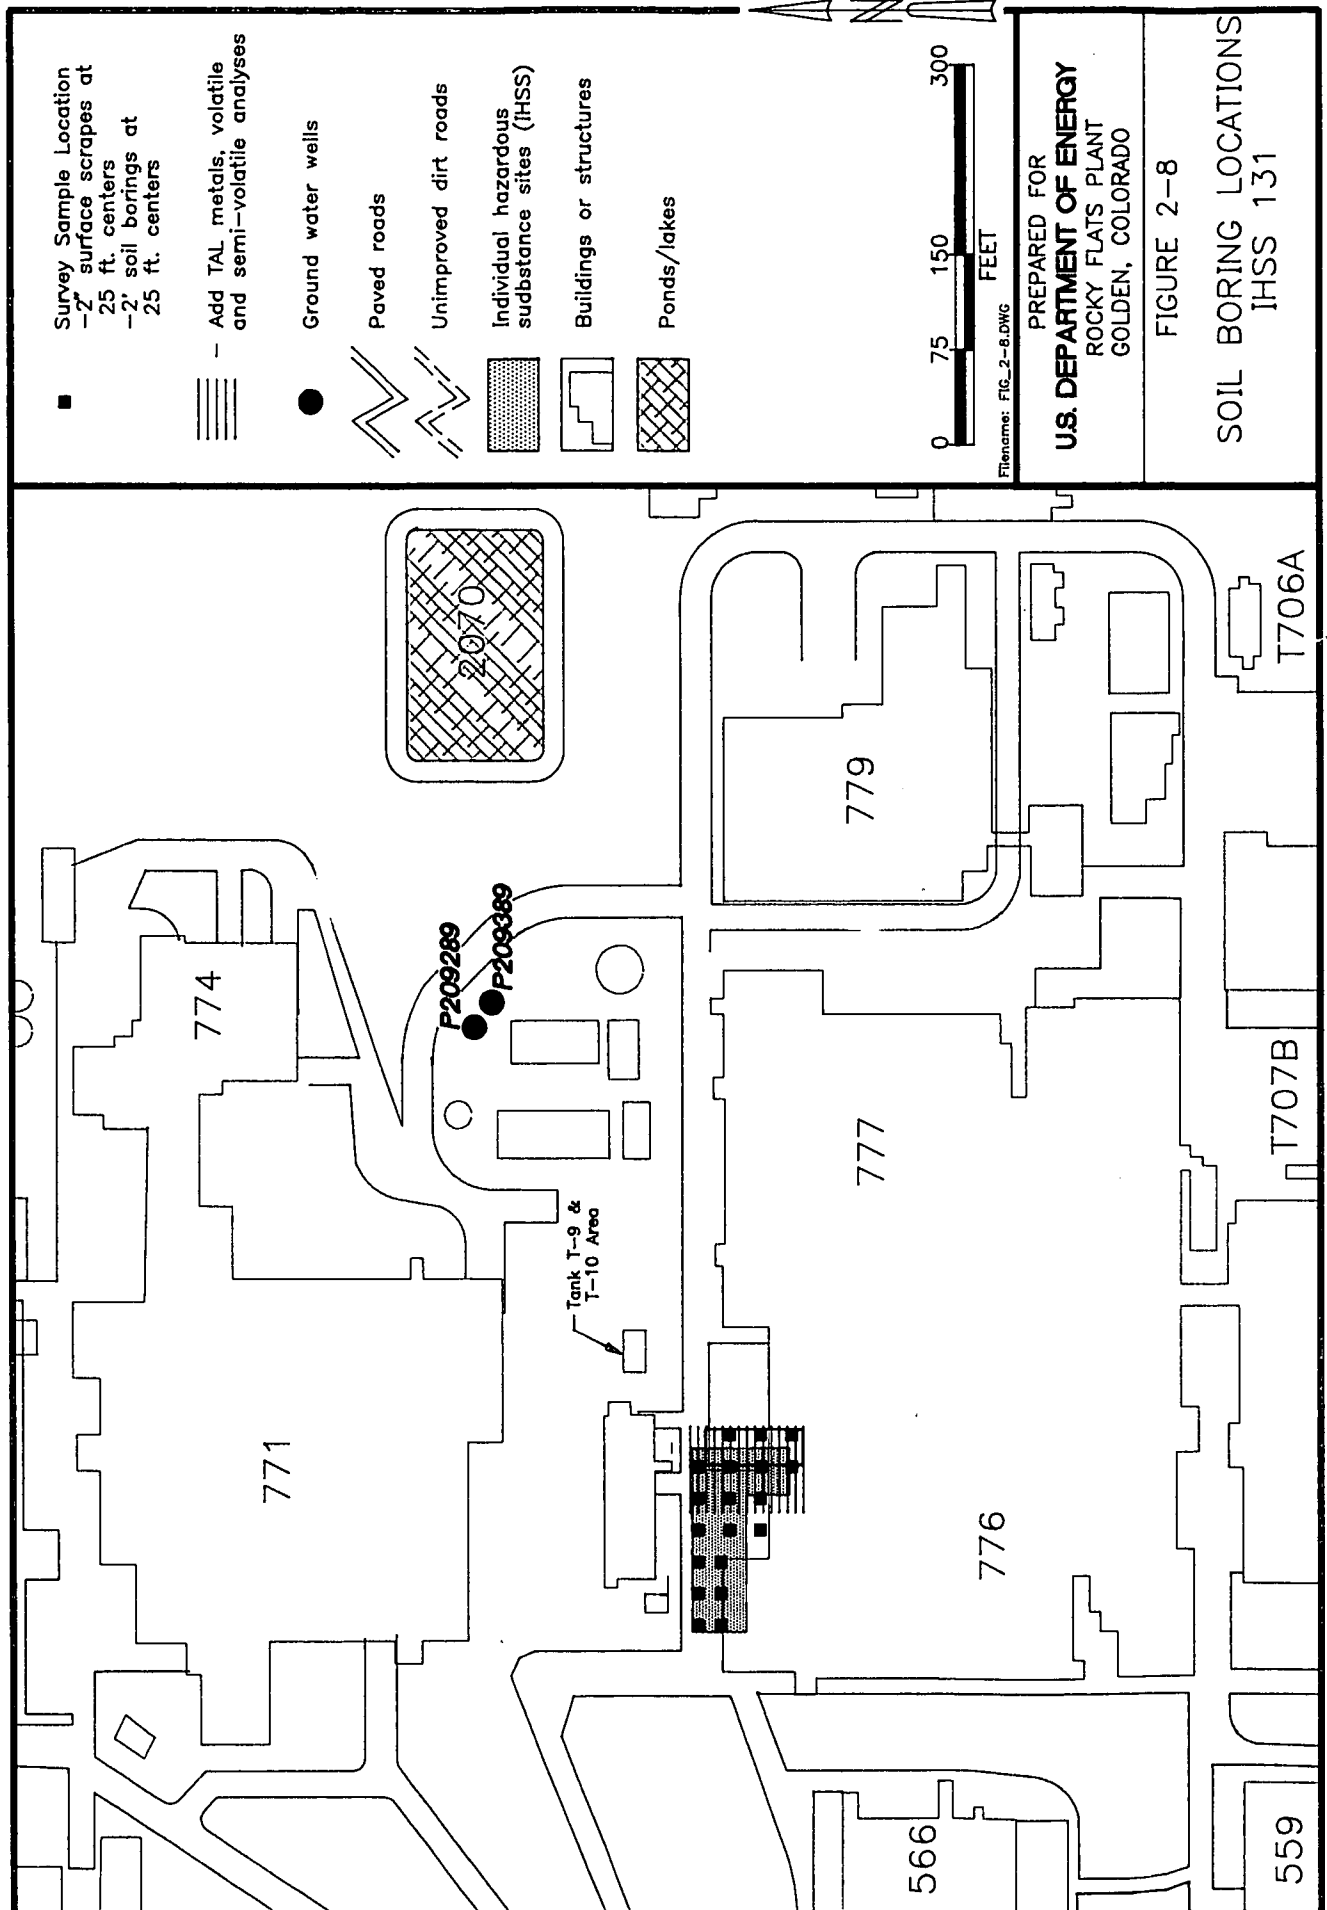 Survey Sample Location
-2" surface scrapes at
25 ft. centers
-2' soil borings at
25 ft. centers
- Add TAL metals, volatile
and semi-volatile analyses
Ground water wells
Paved roads
Unimproved dirt roads
Individual hazardous
sudbstance sites (IHSS)
Buildings or structures
Ponds/lakes
N
0 75 150 300
FEET
Filename: FIG_2-8.DWG
PREPARED FOR
U.S. DEPARTMENT OF ENERGY
ROCKY FLATS PLANT
GOLDEN, COLORADO
FIGURE 2-8
SOIL BORING LOCATIONS
IHSS 131
2070
774
P209289
P209389
779
T706A
771
Tank T-9 &
T-10 Area
777
T707B
776
566
559